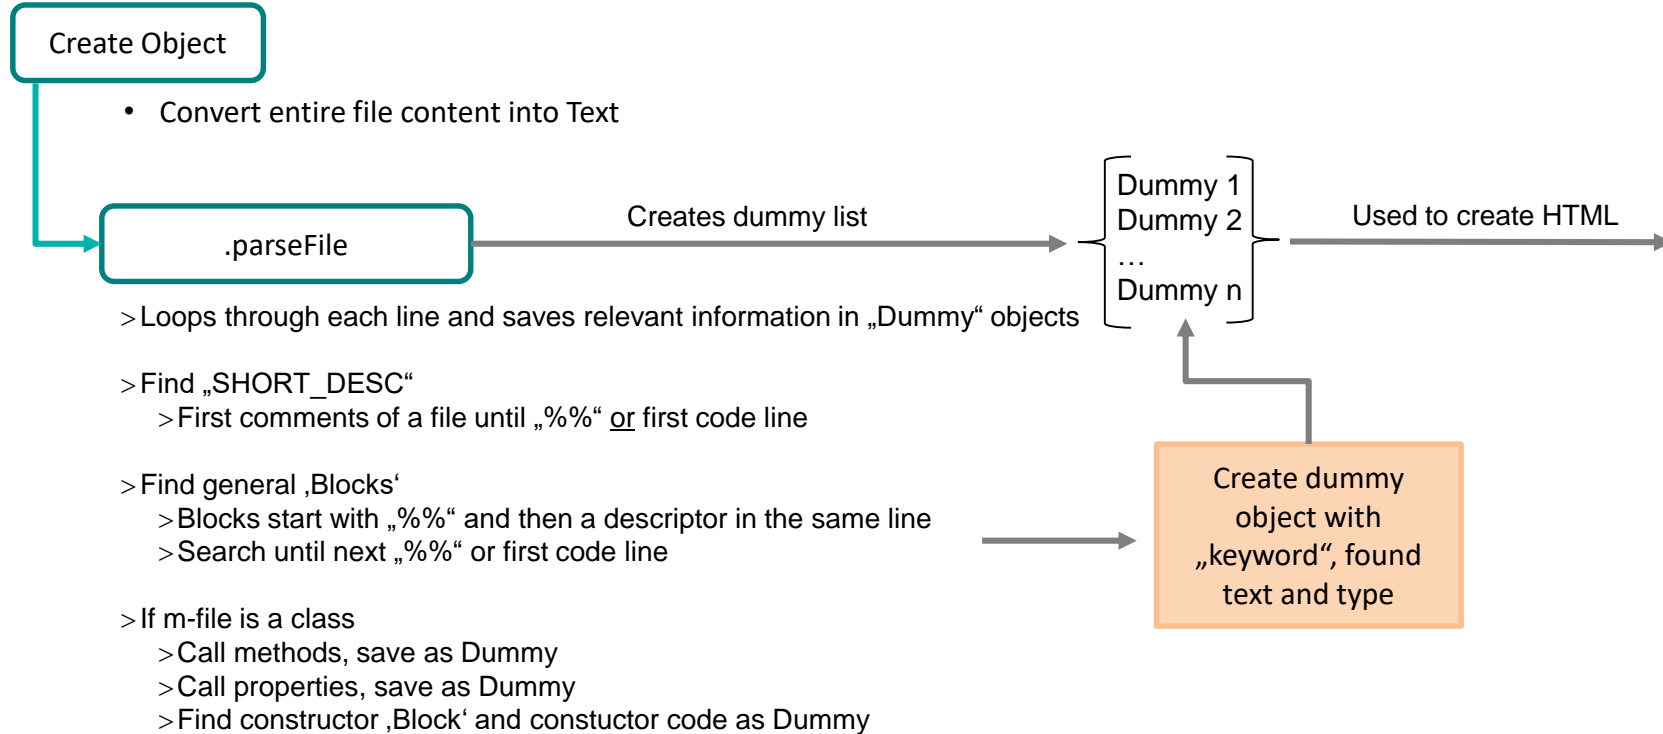 Create Object
• Convert entire file content into Text
.parseFile
Creates dummy list
Dummy 1
Dummy 2
…
Dummy n
Used to create HTML
>Loops through each line and saves relevant information in „Dummy“ objects
>Find „SHORT_DESC“
>First comments of a file until „%%“ or first code line
>Find general ‚Blocks‘
>Blocks start with „%%“ and then a descriptor in the same line
>Search until next „%%“ or first code line
Create dummy
object with
„keyword“, found
text and type
>If m-file is a class
>Call methods, save as Dummy
>Call properties, save as Dummy
>Find constructor ‚Block‘ and constuctor code as Dummy